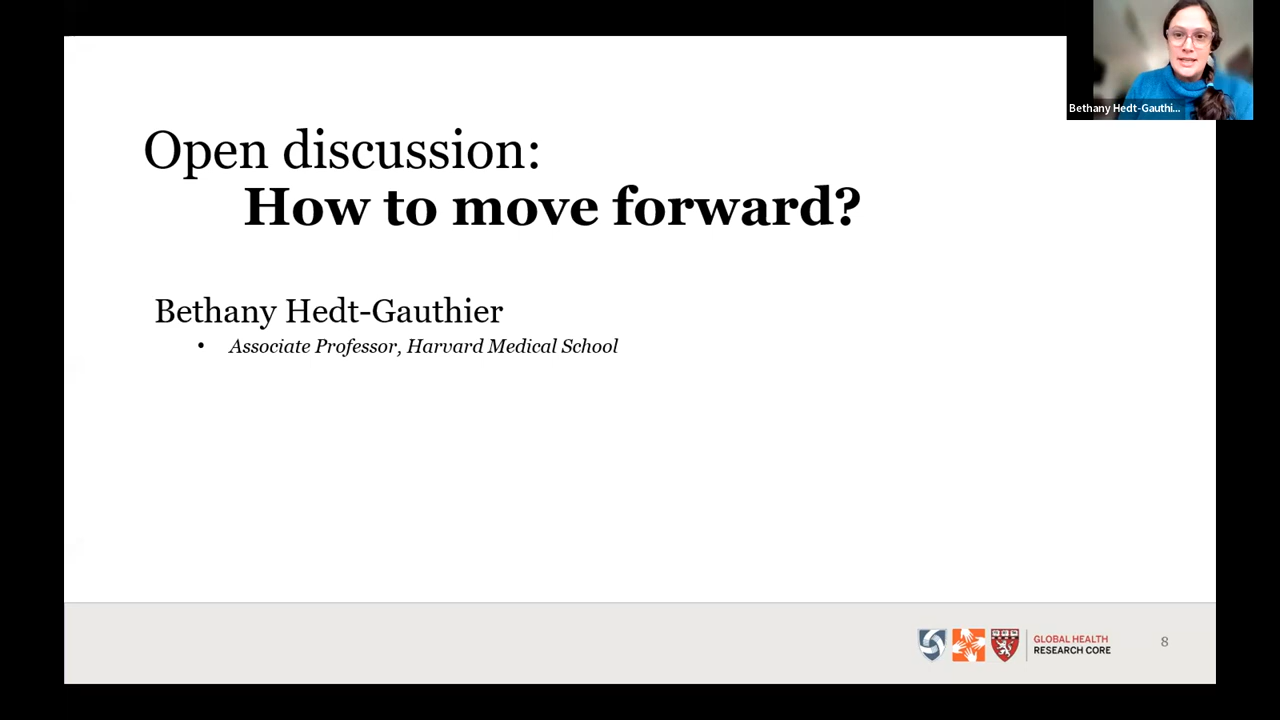 Bethany Hedt-Gauthi...
Open discussion:
How to move forward?
Bethany Hedt-Gauthier
• Associate Professor, Harvard Medical School
GLOBAL HEALTH
RESEARCH CORE
8